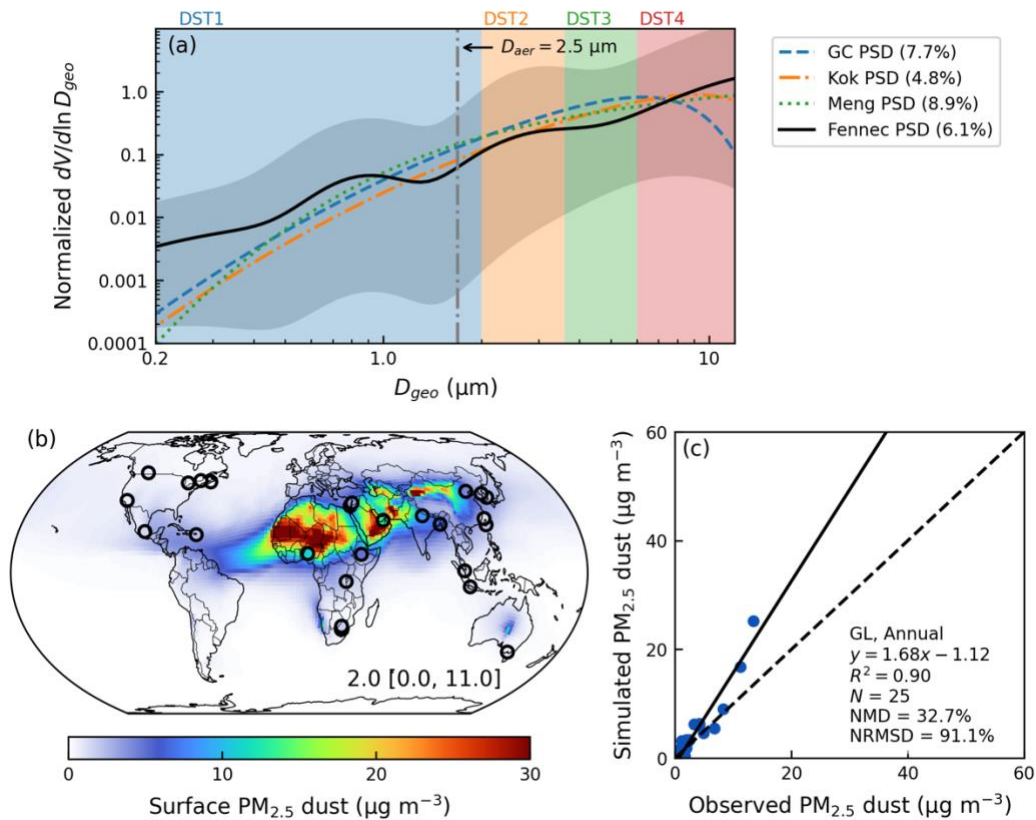 DST1 DST2 DST3 DST4
(a)
D_aer = 2.5 μm
Normalized dV/dln D_geo
1.0
0.1
0.01
0.001
0.0001
0.2 1.0 10
D_geo (μm)
GC PSD (7.7%)
Kok PSD (4.8%)
Meng PSD (8.9%)
Fennec PSD (6.1%)
(b)
2.0 [0.0, 11.0]
0 10 20 30
Surface PM₂.₅ dust (μg m⁻³)
(c)
Simulated PM₂.₅ dust (μg m⁻³)
60
40
20
0
GL, Annual
y = 1.68x − 1.12
R² = 0.90
N = 25
NMD = 32.7%
NRMSD = 91.1%
0 20 40 60
Observed PM₂.₅ dust (μg m⁻³)